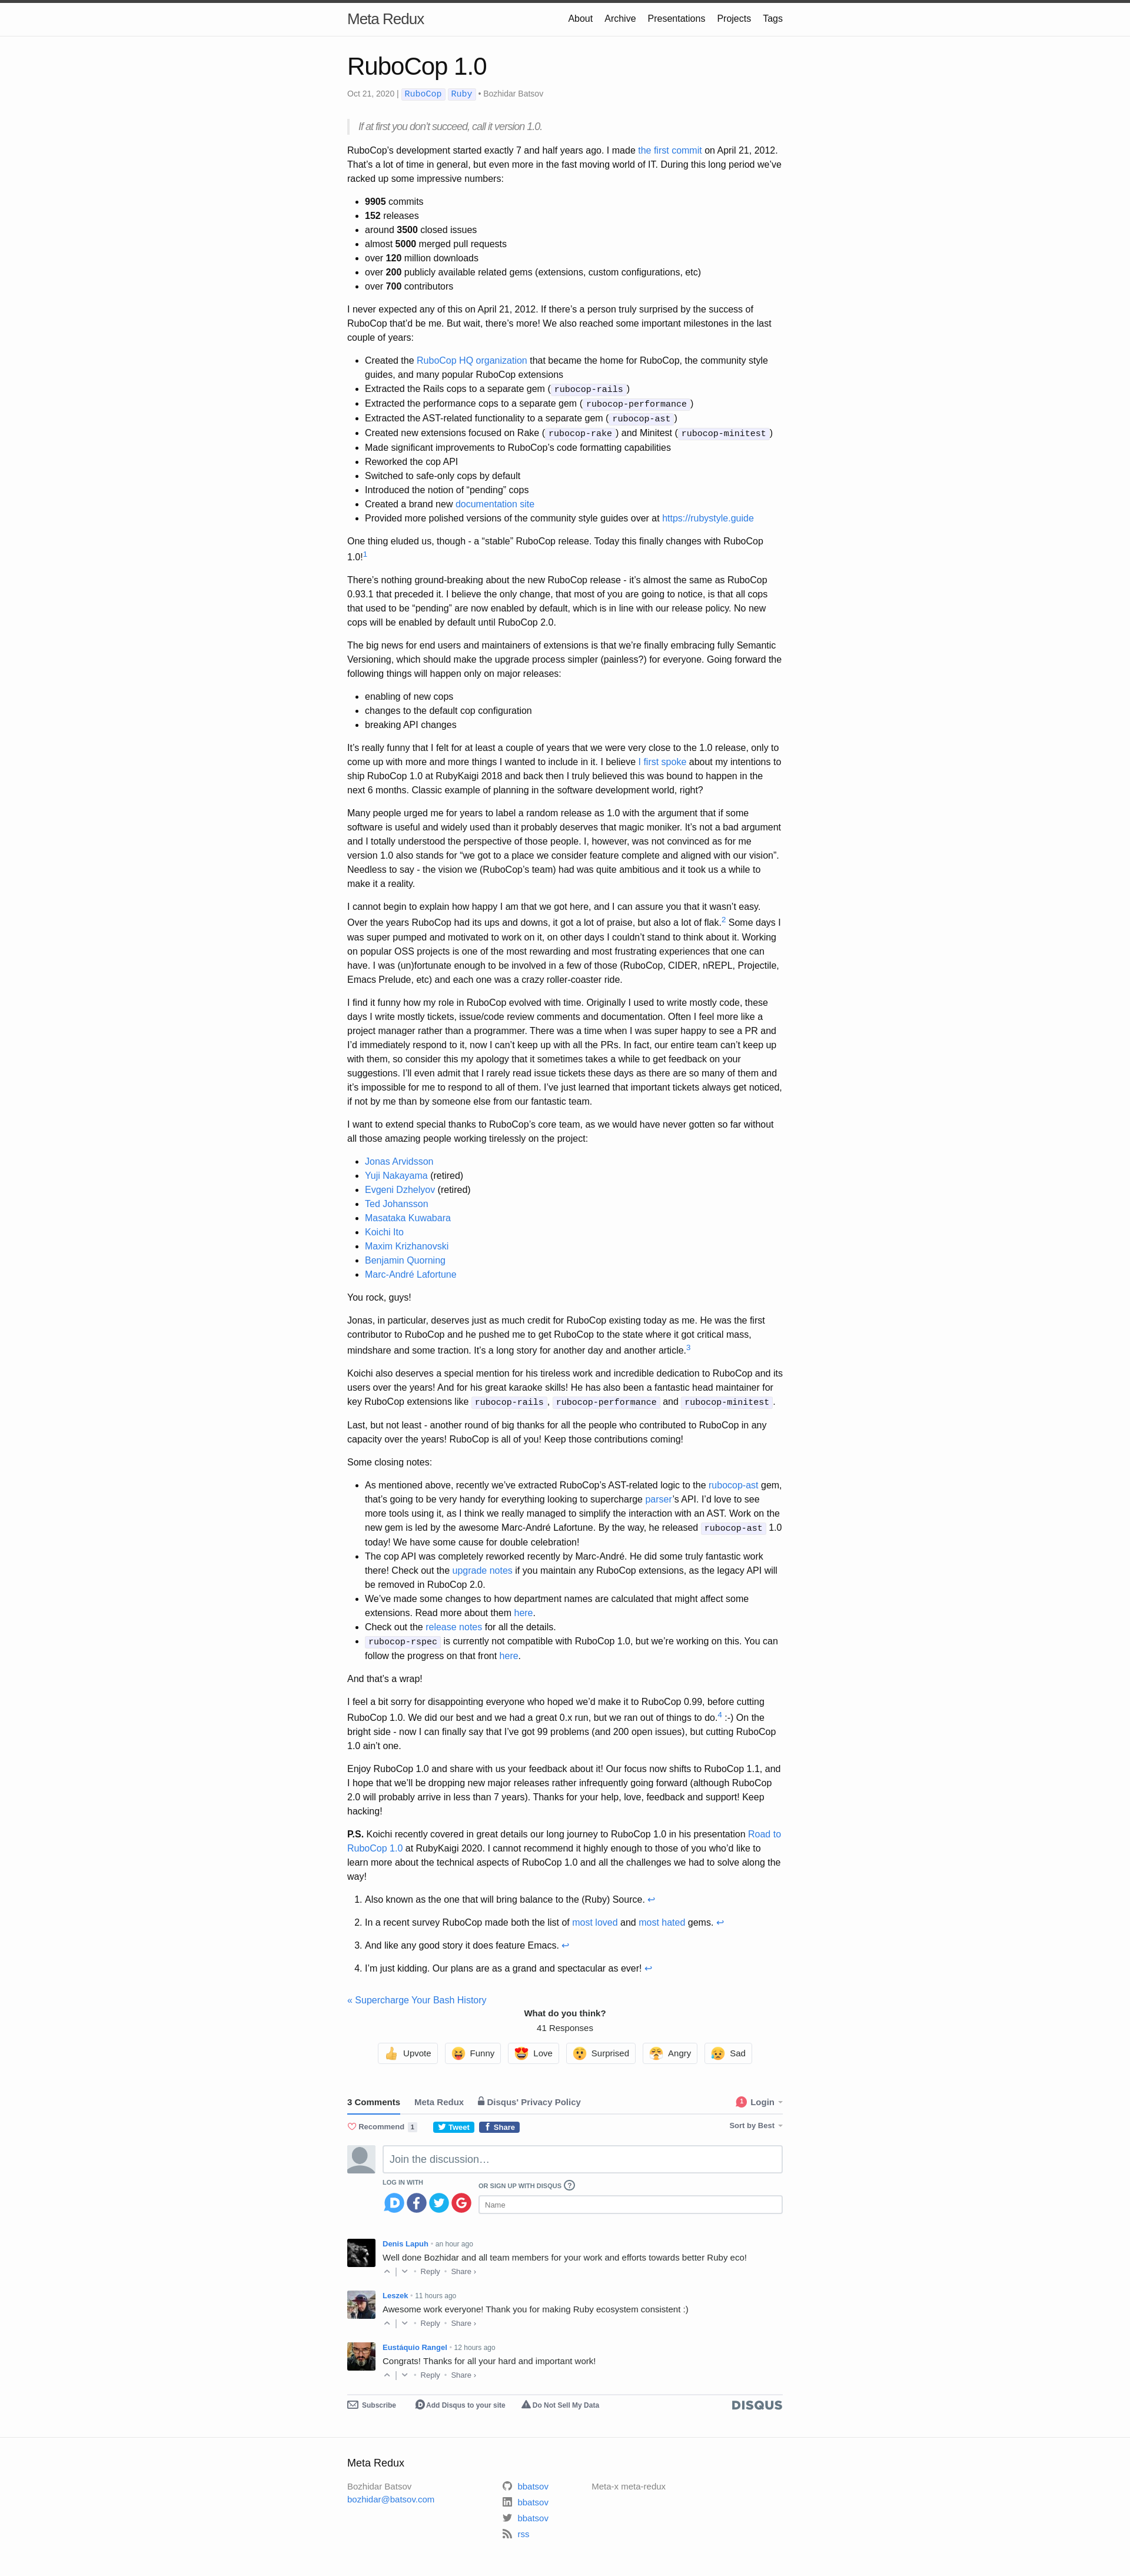 Meta Redux
About Archive Presentations Projects Tags
RuboCop 1.0
Oct 21, 2020 | RuboCop Ruby • Bozhidar Batsov
If at first you don’t succeed, call it version 1.0.
RuboCop’s development started exactly 7 and half years ago. I made the first commit on April 21, 2012.
That’s a lot of time in general, but even more in the fast moving world of IT. During this long period we’ve
racked up some impressive numbers:
• 9905 commits
• 152 releases
• around 3500 closed issues
• almost 5000 merged pull requests
• over 120 million downloads
• over 200 publicly available related gems (extensions, custom configurations, etc)
• over 700 contributors
I never expected any of this on April 21, 2012. If there’s a person truly surprised by the success of
RuboCop that’d be me. But wait, there’s more! We also reached some important milestones in the last
couple of years:
• Created the RuboCop HQ organization that became the home for RuboCop, the community style
guides, and many popular RuboCop extensions
• Extracted the Rails cops to a separate gem (rubocop-rails)
• Extracted the performance cops to a separate gem (rubocop-performance)
• Extracted the AST-related functionality to a separate gem (rubocop-ast)
• Created new extensions focused on Rake (rubocop-rake) and Minitest (rubocop-minitest)
• Made significant improvements to RuboCop’s code formatting capabilities
• Reworked the cop API
• Switched to safe-only cops by default
• Introduced the notion of “pending” cops
• Created a brand new documentation site
• Provided more polished versions of the community style guides over at https://rubystyle.guide
One thing eluded us, though - a “stable” RuboCop release. Today this finally changes with RuboCop
1.0!1
There’s nothing ground-breaking about the new RuboCop release - it’s almost the same as RuboCop
0.93.1 that preceded it. I believe the only change, that most of you are going to notice, is that all cops
that used to be “pending” are now enabled by default, which is in line with our release policy. No new
cops will be enabled by default until RuboCop 2.0.
The big news for end users and maintainers of extensions is that we’re finally embracing fully Semantic
Versioning, which should make the upgrade process simpler (painless?) for everyone. Going forward the
following things will happen only on major releases:
• enabling of new cops
• changes to the default cop configuration
• breaking API changes
It’s really funny that I felt for at least a couple of years that we were very close to the 1.0 release, only to
come up with more and more things I wanted to include in it. I believe I first spoke about my intentions to
ship RuboCop 1.0 at RubyKaigi 2018 and back then I truly believed this was bound to happen in the
next 6 months. Classic example of planning in the software development world, right?
Many people urged me for years to label a random release as 1.0 with the argument that if some
software is useful and widely used than it probably deserves that magic moniker. It’s not a bad argument
and I totally understood the perspective of those people. I, however, was not convinced as for me
version 1.0 also stands for “we got to a place we consider feature complete and aligned with our vision”.
Needless to say - the vision we (RuboCop’s team) had was quite ambitious and it took us a while to
make it a reality.
I cannot begin to explain how happy I am that we got here, and I can assure you that it wasn’t easy.
Over the years RuboCop had its ups and downs, it got a lot of praise, but also a lot of flak.2 Some days I
was super pumped and motivated to work on it, on other days I couldn’t stand to think about it. Working
on popular OSS projects is one of the most rewarding and most frustrating experiences that one can
have. I was (un)fortunate enough to be involved in a few of those (RuboCop, CIDER, nREPL, Projectile,
Emacs Prelude, etc) and each one was a crazy roller-coaster ride.
I find it funny how my role in RuboCop evolved with time. Originally I used to write mostly code, these
days I write mostly tickets, issue/code review comments and documentation. Often I feel more like a
project manager rather than a programmer. There was a time when I was super happy to see a PR and
I’d immediately respond to it, now I can’t keep up with all the PRs. In fact, our entire team can’t keep up
with them, so consider this my apology that it sometimes takes a while to get feedback on your
suggestions. I’ll even admit that I rarely read issue tickets these days as there are so many of them and
it’s impossible for me to respond to all of them. I’ve just learned that important tickets always get noticed,
if not by me than by someone else from our fantastic team.
I want to extend special thanks to RuboCop’s core team, as we would have never gotten so far without
all those amazing people working tirelessly on the project:
• Jonas Arvidsson
• Yuji Nakayama (retired)
• Evgeni Dzhelyov (retired)
• Ted Johansson
• Masataka Kuwabara
• Koichi Ito
• Maxim Krizhanovski
• Benjamin Quorning
• Marc-André Lafortune
You rock, guys!
Jonas, in particular, deserves just as much credit for RuboCop existing today as me. He was the first
contributor to RuboCop and he pushed me to get RuboCop to the state where it got critical mass,
mindshare and some traction. It’s a long story for another day and another article.3
Koichi also deserves a special mention for his tireless work and incredible dedication to RuboCop and its
users over the years! And for his great karaoke skills! He has also been a fantastic head maintainer for
key RuboCop extensions like rubocop-rails, rubocop-performance and rubocop-minitest.
Last, but not least - another round of big thanks for all the people who contributed to RuboCop in any
capacity over the years! RuboCop is all of you! Keep those contributions coming!
Some closing notes:
• As mentioned above, recently we’ve extracted RuboCop’s AST-related logic to the rubocop-ast gem,
that’s going to be very handy for everything looking to supercharge parser’s API. I’d love to see
more tools using it, as I think we really managed to simplify the interaction with an AST. Work on the
new gem is led by the awesome Marc-André Lafortune. By the way, he released rubocop-ast 1.0
today! We have some cause for double celebration!
• The cop API was completely reworked recently by Marc-André. He did some truly fantastic work
there! Check out the upgrade notes if you maintain any RuboCop extensions, as the legacy API will
be removed in RuboCop 2.0.
• We’ve made some changes to how department names are calculated that might affect some
extensions. Read more about them here.
• Check out the release notes for all the details.
• rubocop-rspec is currently not compatible with RuboCop 1.0, but we’re working on this. You can
follow the progress on that front here.
And that’s a wrap!
I feel a bit sorry for disappointing everyone who hoped we’d make it to RuboCop 0.99, before cutting
RuboCop 1.0. We did our best and we had a great 0.x run, but we ran out of things to do.4 :-) On the
bright side - now I can finally say that I’ve got 99 problems (and 200 open issues), but cutting RuboCop
1.0 ain’t one.
Enjoy RuboCop 1.0 and share with us your feedback about it! Our focus now shifts to RuboCop 1.1, and
I hope that we’ll be dropping new major releases rather infrequently going forward (although RuboCop
2.0 will probably arrive in less than 7 years). Thanks for your help, love, feedback and support! Keep
hacking!
P.S. Koichi recently covered in great details our long journey to RuboCop 1.0 in his presentation Road to
RuboCop 1.0 at RubyKaigi 2020. I cannot recommend it highly enough to those of you who’d like to
learn more about the technical aspects of RuboCop 1.0 and all the challenges we had to solve along the
way!
1. Also known as the one that will bring balance to the (Ruby) Source. ↩
2. In a recent survey RuboCop made both the list of most loved and most hated gems. ↩
3. And like any good story it does feature Emacs. ↩
4. I’m just kidding. Our plans are as a grand and spectacular as ever! ↩
« Supercharge Your Bash History
What do you think?
41 Responses
Upvote Funny Love Surprised Angry Sad
3 Comments Meta Redux Disqus' Privacy Policy 1 Login
Recommend 1 Tweet f Share Sort by Best
Join the discussion…
LOG IN WITH
OR SIGN UP WITH DISQUS ?
Name
Denis Lapuh • an hour ago
Well done Bozhidar and all team members for your work and efforts towards better Ruby eco!
• Reply • Share ›
Leszek • 11 hours ago
Awesome work everyone! Thank you for making Ruby ecosystem consistent :)
• Reply • Share ›
Eustáquio Rangel • 12 hours ago
Congrats! Thanks for all your hard and important work!
• Reply • Share ›
Subscribe Add Disqus to your site Do Not Sell My Data DISQUS
Meta Redux
Bozhidar Batsov
bozhidar@batsov.com
bbatsov
bbatsov
bbatsov
rss
Meta-x meta-redux